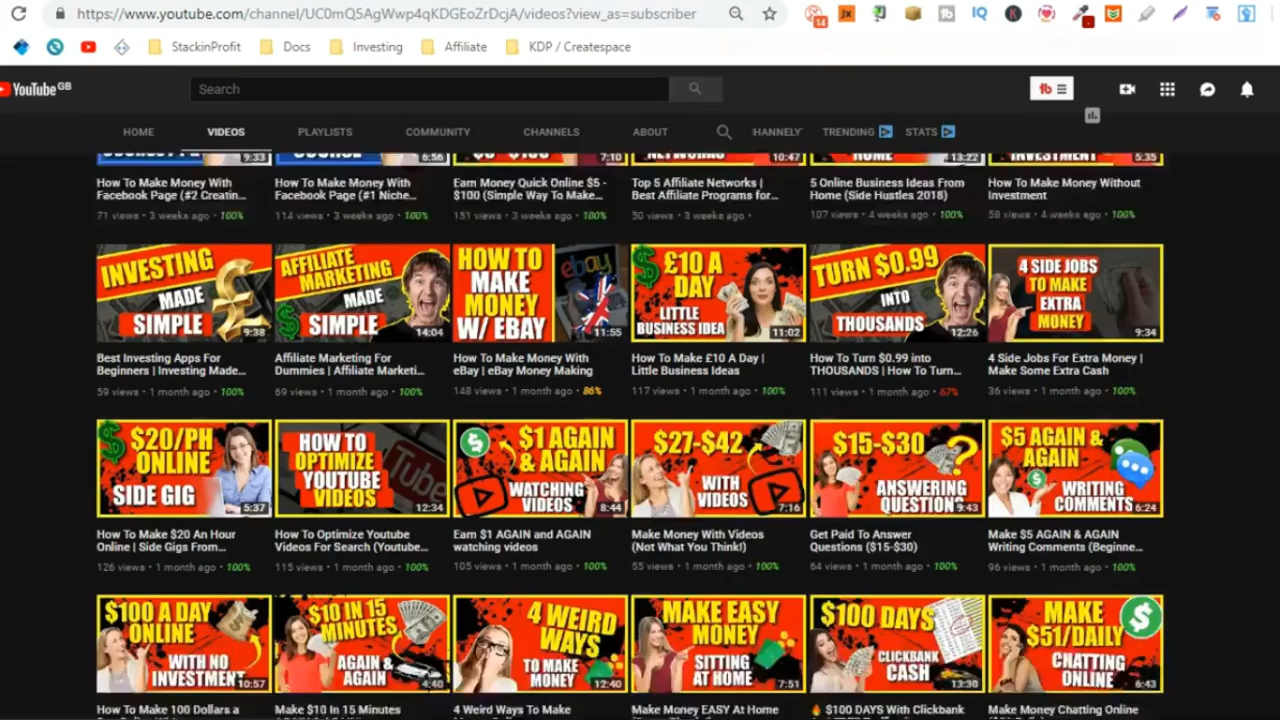 https://www.youtube.com/channel/UC0mQ5AgWwp4qKDGEoZrDcjA/videos?view_as=subscriber
14
StackinProfit Docs Investing Affiliate KDP / Createspace
YouTube GB
Search
HOME VIDEOS PLAYLISTS COMMUNITY CHANNELS ABOUT HANNELY TRENDING STATS
9:33 6:56 7:10 10:47 13:22 5:35
How To Make Money With
Facebook Page (#2 Creatin...
71 views • 3 weeks ago • 100%
How To Make Money With
Facebook Page (#1 Niche...
114 views • 3 weeks ago • 100%
Earn Money Quick Online $5 -
$100 (Simple Way To Make...
151 views • 3 weeks ago • 100%
Top 5 Affiliate Networks |
Best Affiliate Programs for...
50 views • 3 weeks ago •
5 Online Business Ideas From
Home (Side Hustles 2018)
107 views • 4 weeks ago • 100%
How To Make Money Without
Investment
58 views • 4 weeks ago • 100%
INVESTING
MADE
SIMPLE
9:38
Best Investing Apps For
Beginners | Investing Made...
59 views • 1 month ago • 100%
AFFILIATE
MARKETING
MADE
SIMPLE
14:04
Affiliate Marketing For
Dummies | Affiliate Marketi...
69 views • 1 month ago • 100%
HOW TO
MAKE
MONEY
W/ EBAY
ebay
11:55
How To Make Money With
eBay | eBay Money Making
148 views • 1 month ago • 86%
£10 A
DAY
LITTLE
BUSINESS IDEA
11:02
How To Make £10 A Day |
Little Business Ideas
117 views • 1 month ago • 100%
TURN $0.99
INTO
THOUSANDS
12:26
How To Turn $0.99 into
THOUSANDS | How To Turn...
111 views • 1 month ago • 67%
4 SIDE JOBS
TO MAKE
EXTRA
MONEY
9:34
4 Side Jobs For Extra Money |
Make Some Extra Cash
36 views • 1 month ago • 100%
$20/PH
ONLINE
SIDE GIG
5:37
How To Make $20 An Hour
Online | Side Gigs From...
126 views • 1 month ago • 100%
HOW TO
OPTIMIZE
YOUTUBE
VIDEOS
12:34
How To Optimize Youtube
Videos For Search (Youtube...
115 views • 1 month ago • 100%
$1 AGAIN
& AGAIN
WATCHING
VIDEOS
8:44
Earn $1 AGAIN and AGAIN
watching videos
105 views • 1 month ago • 100%
$27-$42
WITH
VIDEOS
7:16
Make Money With Videos
(Not What You Think!)
55 views • 1 month ago • 100%
$15-$30
ANSWERING
QUESTION
9:43
Get Paid To Answer
Questions ($15-$30)
64 views • 1 month ago • 100%
$5 AGAIN &
AGAIN
WRITING
COMMENTS
6:24
Make $5 AGAIN & AGAIN
Writing Comments (Beginne...
96 views • 1 month ago • 100%
$100 A DAY
ONLINE
WITH NO
INVESTMENT
10:57
How To Make 100 Dollars a
$10 IN 15
MINUTES
AGAIN &
AGAIN
4:40
Make $10 In 15 Minutes
4 WEIRD
WAYS
TO MAKE
MONEY
12:40
4 Weird Ways To Make
MAKE EASY
MONEY
SITTING
AT HOME
7:51
Make Money EASY At Home
$100 DAYS
CLICKBANK
CASH
13:30
$100 DAYS With Clickbank
MAKE
$51/DAILY
CHATTING
ONLINE
6:43
Make Money Chatting Online